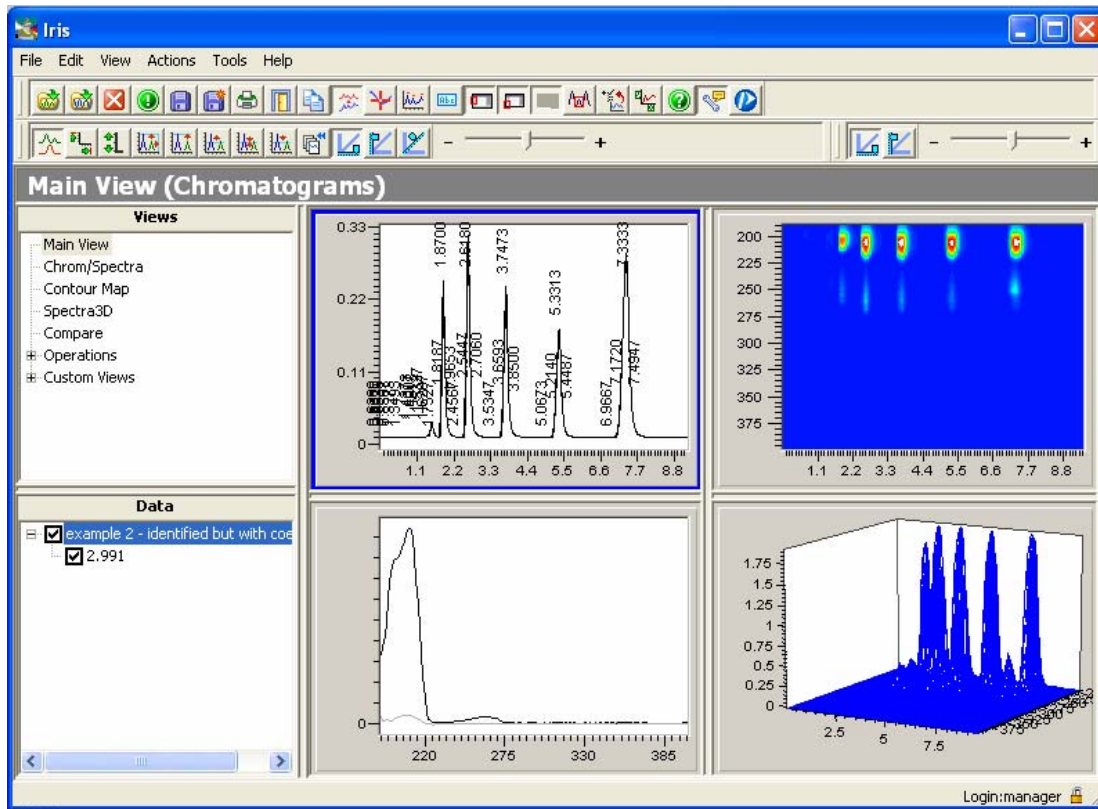 Iris
File Edit View Actions Tools Help
Abc
- +
- +
Main View (Chromatograms)
Views
Main View
Chrom/Spectra
Contour Map
Spectra3D
Compare
Operations
Custom Views
Data
example 2 - identified but with coe
2.991
0.33
0.22
0.11
0
1.8187
1.8700
2.4567
2.5447
2.6180
2.7060
3.5347
3.6593
3.7473
3.8500
5.0673
5.2140
5.3313
5.4487
6.9667
7.1720
7.3333
7.4947
1.1 2.2 3.3 4.4 5.5 6.6 7.7 8.8
200
225
250
275
300
325
350
375
1.1 2.2 3.3 4.4 5.5 6.6 7.7 8.8
0
220 275 330 385
1.75
1.5
1.25
1
0.75
0.5
0.25
0
2.5 5 7.5
375
Login:manager